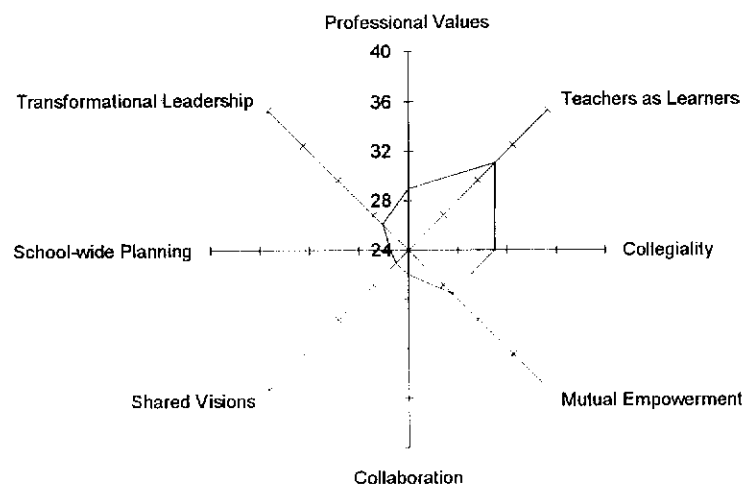 Professional Values
40
Transformational Leadership
36
Teachers as Learners
32
28
School-wide Planning
24
Collegiality
Shared Visions
Mutual Empowerment
Collaboration